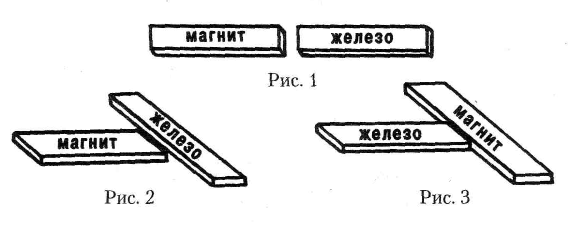 магнит железо
Рис. 1
магнит железо
Рис. 2
железо магнит
Рис. 3